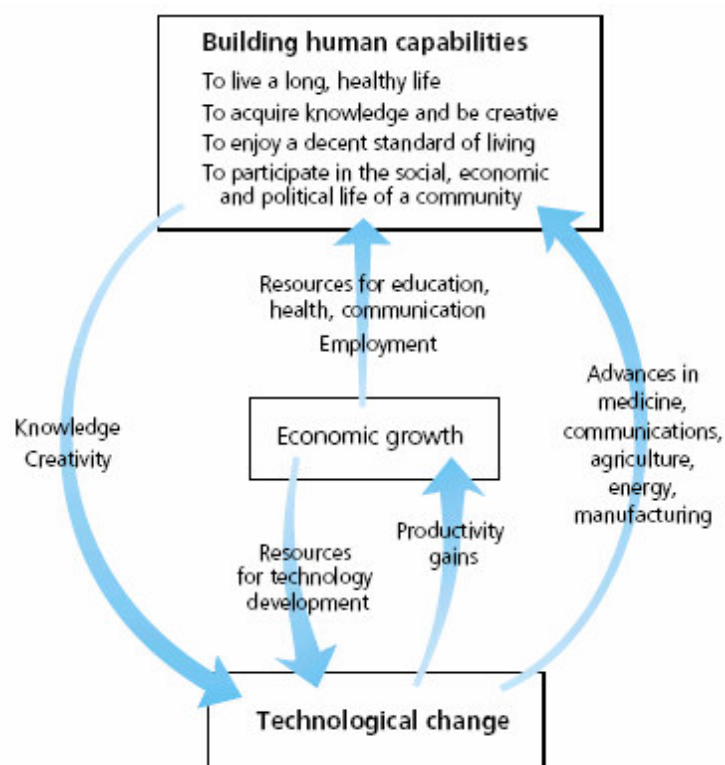 Building human capabilities
To live a long, healthy life
To acquire knowledge and be creative
To enjoy a decent standard of living
To participate in the social, economic
and political life of a community
Resources for education,
health, communication
Employment
Knowledge
Creativity
Advances in
medicine,
communications,
agriculture,
energy,
manufacturing
Economic growth
Resources
for technology
development
Productivity
gains
Technological change